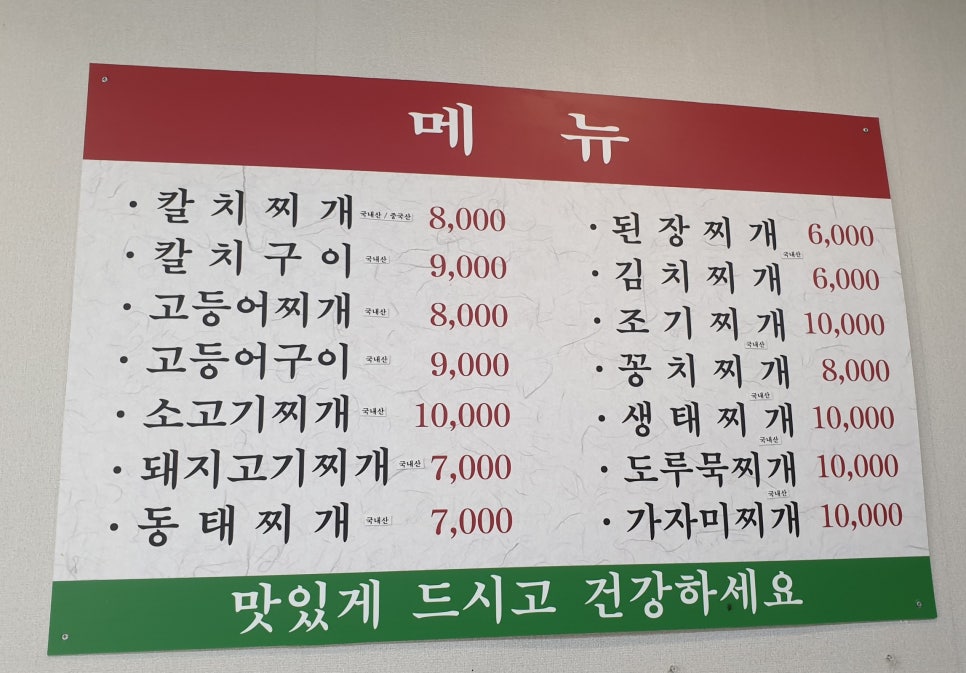 메뉴
· 칼치찌개 국내산 / 중국산 8,000
· 칼치구이 국내산 9,000
· 고등어찌개 국내산 8,000
· 고등어구이 국내산 9,000
· 소고기찌개 국내산 10,000
· 돼지고기찌개 국내산 7,000
· 동태찌개 국내산 7,000
· 된장찌개 6,000
국내산
· 김치찌개 6,000
· 조기찌개 10,000
국내산
· 꽁치찌개 8,000
국내산
· 생태찌개 10,000
국내산
· 도루묵찌개 10,000
국내산
· 가자미찌개 10,000
맛있게 드시고 건강하세요